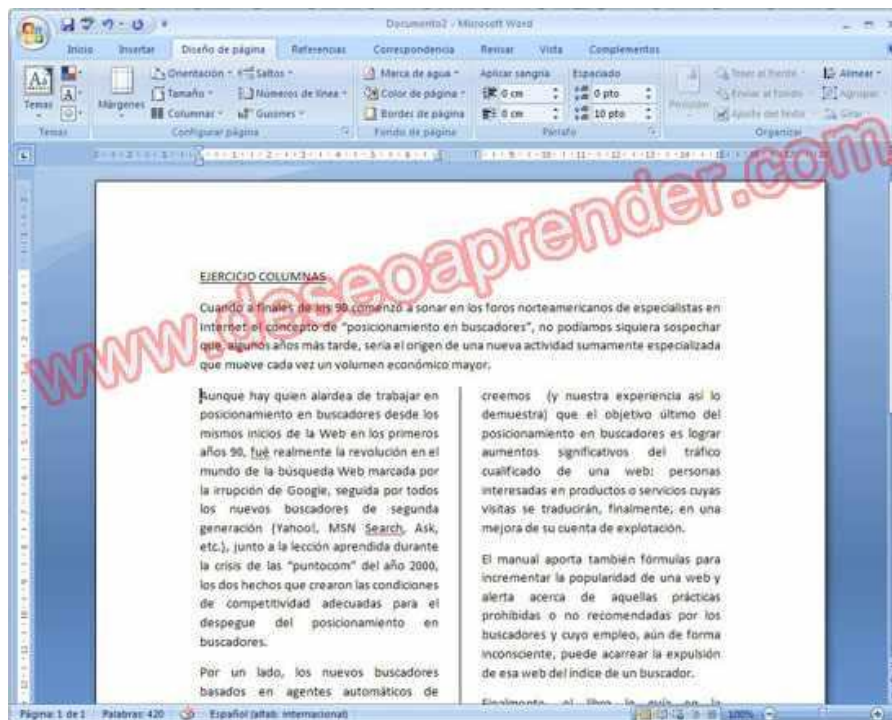 Documento2 - Microsoft Word
Inicio Insertar Diseño de página Referencias Correspondencia Revisar Vista Complementos
Temas
Márgenes
Orientación Saltos
Tamaño Números de línea
Columnas Guiones
Marca de agua
Color de página
Bordes de página
Aplicar sangría Espaciado
0 cm 0 pto
0 cm 10 pto
Posición
Traer al frente
Enviar al fondo
Ajuste del texto
Alinear
Agrupar
Girar
Temas Configurar página Fondo de página Párrafo Organizar
www.deseoaprender.com
EJERCICIO COLUMNAS
Cuando a finales de los 90 comenzó a sonar en los foros norteamericanos de especialistas en
Internet el concepto de "posicionamiento en buscadores", no podíamos siquiera sospechar
que, algunos años más tarde, sería el origen de una nueva actividad sumamente especializada
que mueve cada vez un volumen económico mayor.
Aunque hay quien alardea de trabajar en
posicionamiento en buscadores desde los
mismos inicios de la Web en los primeros
años 90, fué realmente la revolución en el
mundo de la búsqueda Web marcada por
la irrupción de Google, seguida por todos
los nuevos buscadores de segunda
generación (Yahoo!, MSN Search, Ask,
etc.), junto a la lección aprendida durante
la crisis de las "puntocom" del año 2000,
los dos hechos que crearon las condiciones
de competitividad adecuadas para el
despegue del posicionamiento en
buscadores.
Por un lado, los nuevos buscadores
basados en agentes automáticos de
creemos (y nuestra experiencia así lo
demuestra) que el objetivo último del
posicionamiento en buscadores es lograr
aumentos significativos del tráfico
cualificado de una web: personas
interesadas en productos o servicios cuyas
visitas se traducirán, finalmente, en una
mejora de su cuenta de explotación.
El manual aporta también fórmulas para
incrementar la popularidad de una web y
alerta acerca de aquellas prácticas
prohibidas o no recomendadas por los
buscadores y cuyo empleo, aún de forma
inconsciente, puede acarrear la expulsión
de esa web del índice de un buscador.
Finalmente, el libro le guía en la
Página: 1 de 1 Palabras: 420 Español (alfab. internacional) 100%